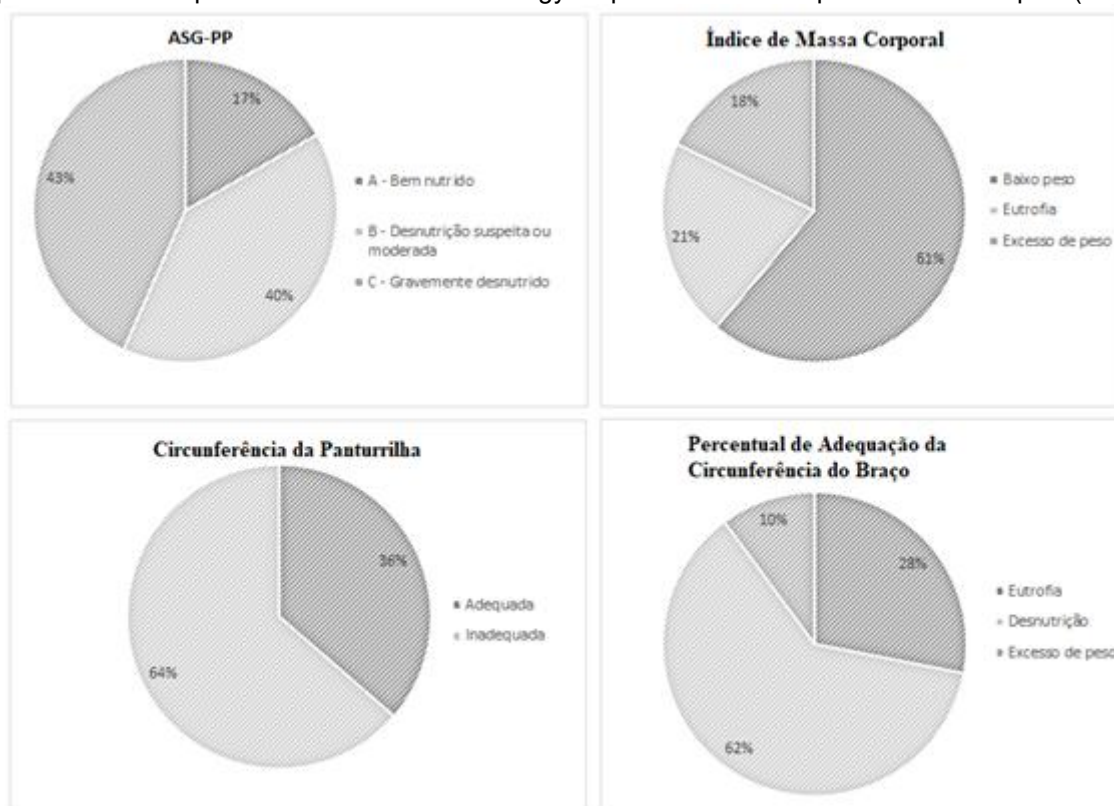 ASG-PP
17%
43%
40%
A - Bem nutrido
B - Desnutrição suspeita ou
moderada
C - Gravemente desnutrido
Índice de Massa Corporal
18%
21%
61%
Baixo peso
Eutrofia
Excesso de peso
Circunferência da Panturrilha
36%
64%
Adequada
Inadequada
Percentual de Adequação da
Circunferência do Braço
10%
28%
62%
Eutrofia
Desnutrição
Excesso de peso